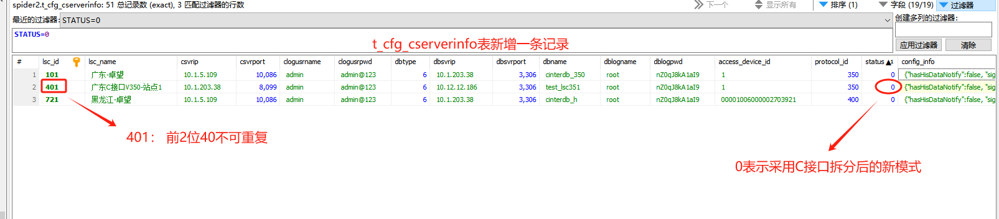 spider2.t_cfg_cserverinfo: 51 总记录数 (exact), 3 匹配过滤器的行数 下一个 显示所有 排序 (1) 字段 (19/19) 过滤器
最近的过滤器: STATUS=0 创建多列的过滤器:
STATUS=0
t_cfg_cserverinfo表新增一条记录
应用过滤器 清除
# lsc_id lsc_name csvrip csvrport clogusrname clogusrpwd dbtype dbsvrip dbsvrport dbname dblogname dblogpwd access_device_id protocol_id status 1 config_info
1 101 广东-卓望 10.1.5.109 10,086 admin admin@123 6 10.1.203.38 3,306 cinterdb_350 root nZ0qJ8kA1aI9 1 350 0 {"hasHisDataNotify":false, "sig
2 401 广东C接口V350-站点1 10.1.203.38 8,099 admin admin@123 6 10.12.12.186 3,306 test_lsc351 root nZ0qJ8kA1aI9 1 350 0 {"hasHisDataNotify":false, "sig
3 721 黑龙江-卓望 10.1.5.109 10,086 admin admin@123 6 10.1.203.38 3,306 cinterdb_h root nZ0qJ8kA1aI9 00001006000002703921 400 0 {"hasHisDataNotify":false, "sig
401： 前2位40不可重复
0表示采用C接口拆分后的新模式